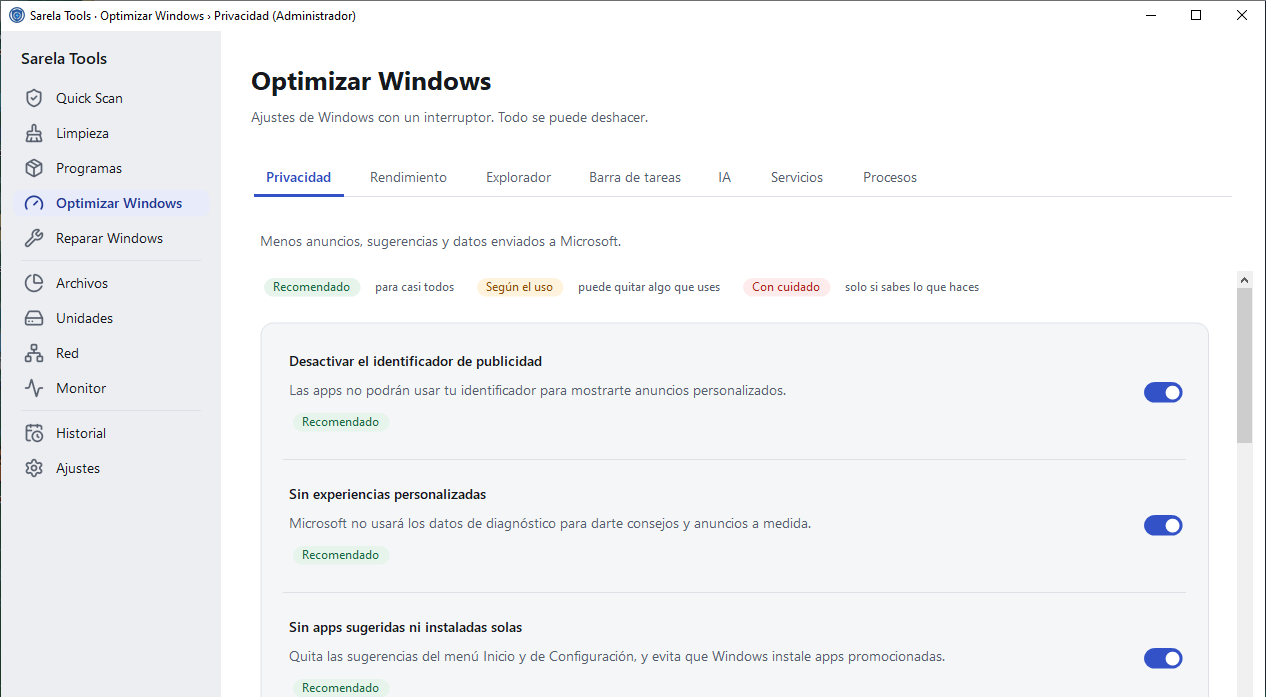 Sarela Tools · Optimizar Windows › Privacidad (Administrador)
Sarela Tools
Quick Scan
Limpieza
Programas
Optimizar Windows
Reparar Windows
Archivos
Unidades
Red
Monitor
Historial
Ajustes
Optimizar Windows
Ajustes de Windows con un interruptor. Todo se puede deshacer.
Privacidad Rendimiento Explorador Barra de tareas IA Servicios Procesos
Menos anuncios, sugerencias y datos enviados a Microsoft.
Recomendado para casi todos Según el uso puede quitar algo que uses Con cuidado solo si sabes lo que haces
Desactivar el identificador de publicidad
Las apps no podrán usar tu identificador para mostrarte anuncios personalizados.
Recomendado
Sin experiencias personalizadas
Microsoft no usará los datos de diagnóstico para darte consejos y anuncios a medida.
Recomendado
Sin apps sugeridas ni instaladas solas
Quita las sugerencias del menú Inicio y de Configuración, y evita que Windows instale apps promocionadas.
Recomendado